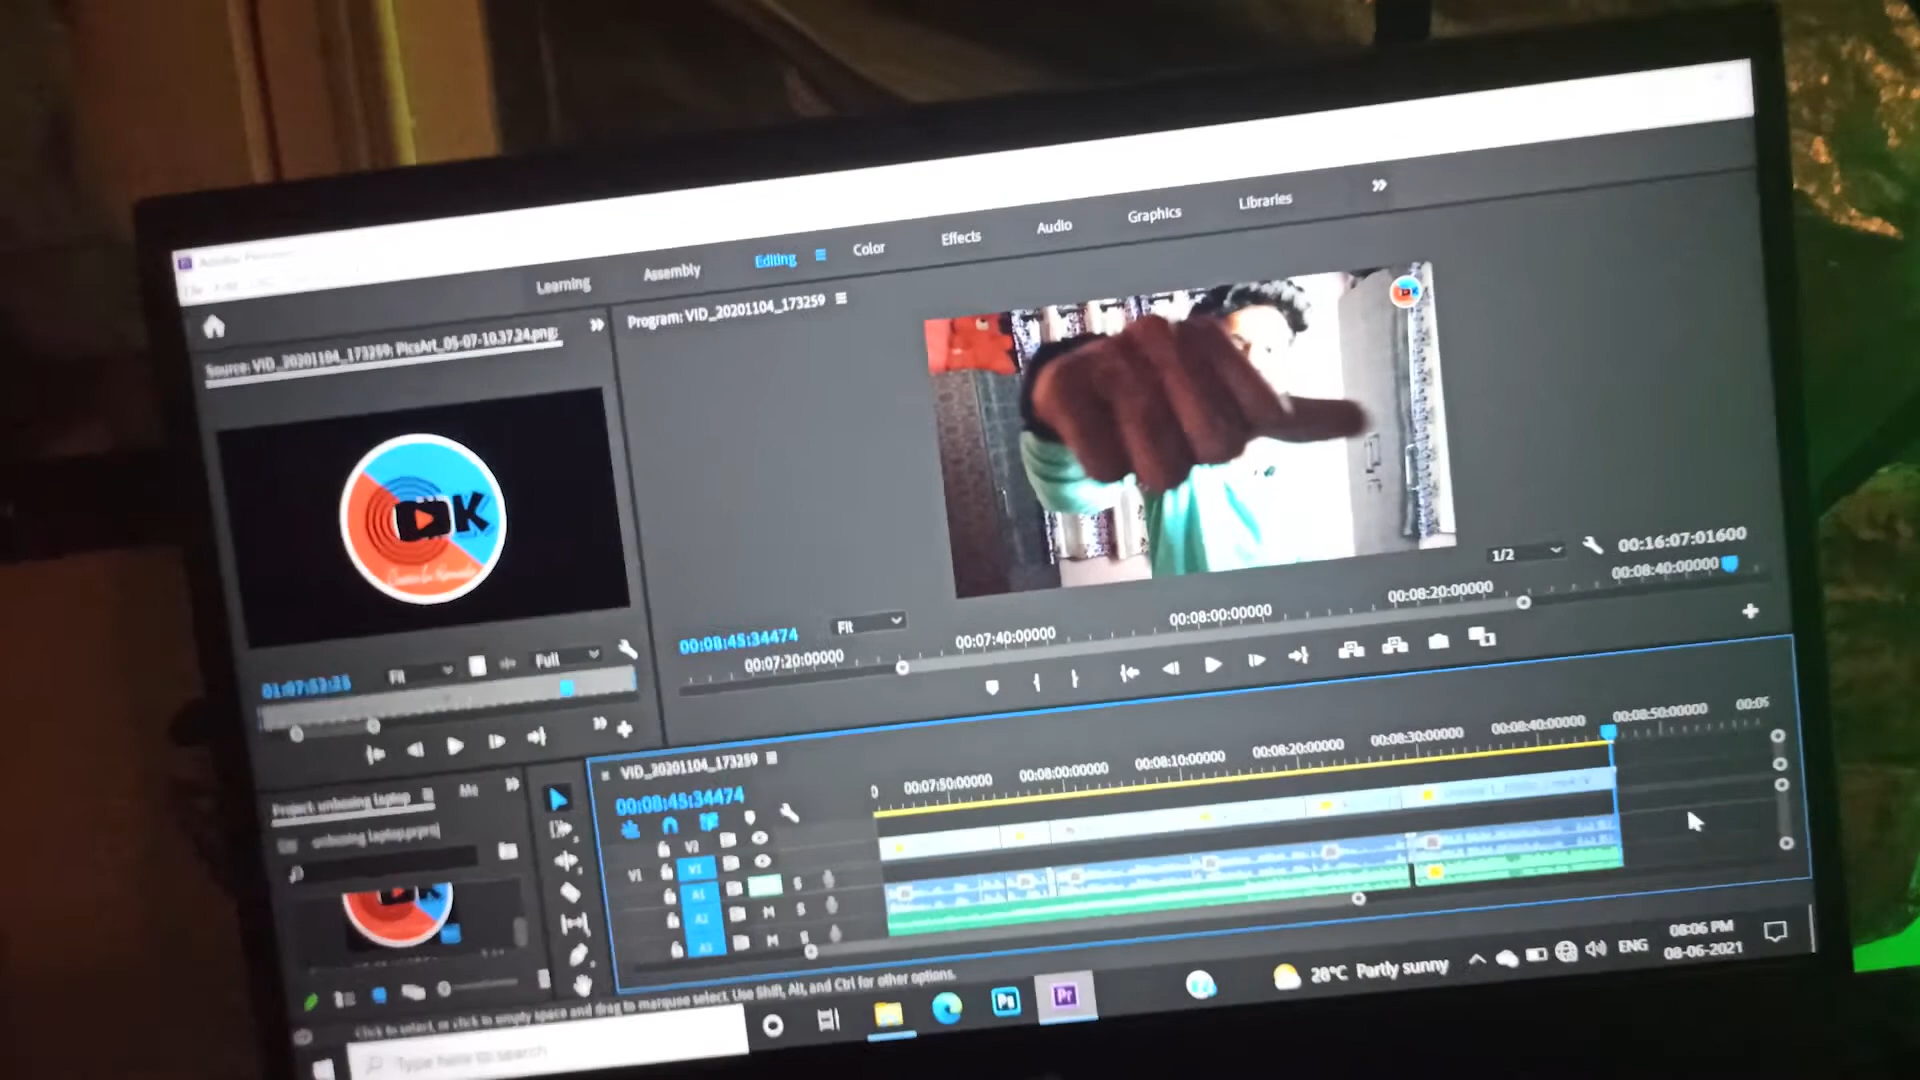 Learning
Assembly
Editing
Color
Effects
Audio
Graphics
Libraries
Source: VID_20201104_173259: PicsArt_05-07-10.37.24.png:
Program: VID_20201104_173259
K
1/2
00:16:07:01600
00:08:45:34474
Fit
00:07:20:00000
00:07:40:00000
00:08:00:00000
00:08:20:00000
00:08:40:00000
Fit
Full
VID_20201104_173259
00:08:45:34474
00:07:50:00000
00:08:00:00000
00:08:10:00000
00:08:20:00000
00:08:30:00000
00:08:40:00000
00:08:50:00000
00:05
Project: unboxing laptop
Me
unboxing laptop.prproj
V2
V1
V1
A1
S
A2
M
S
A3
M
S
Click to select, or click in empty space and drag to marquee select. Use Shift, Alt, and Ctrl for other options.
Type here to search
Ps
Pr
28°C Partly sunny
ENG
08:06 PM
08-06-2021